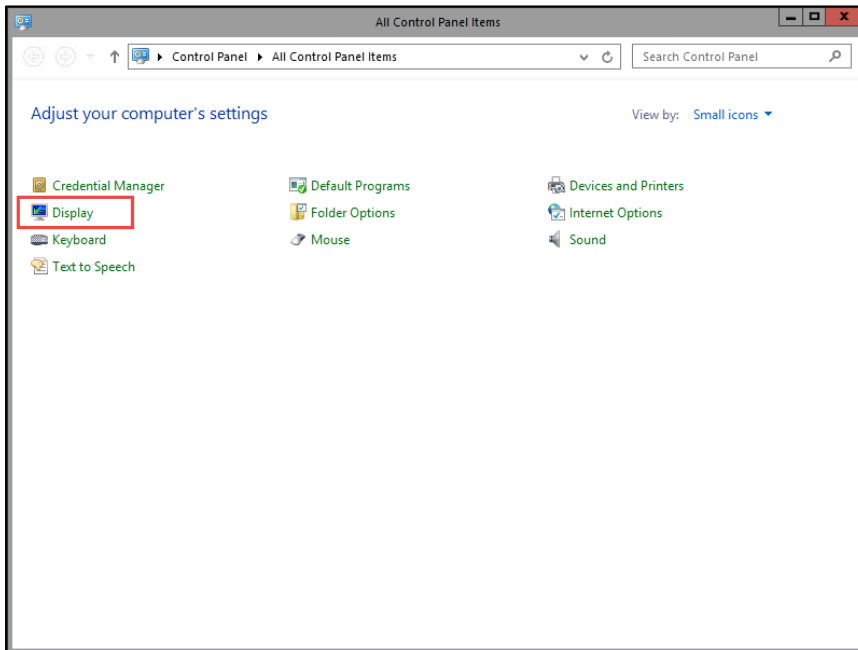 All Control Panel Items
Control Panel All Control Panel Items Search Control Panel
Adjust your computer's settings View by: Small icons
Credential Manager Default Programs Devices and Printers
Display Folder Options Internet Options
Keyboard Mouse Sound
Text to Speech